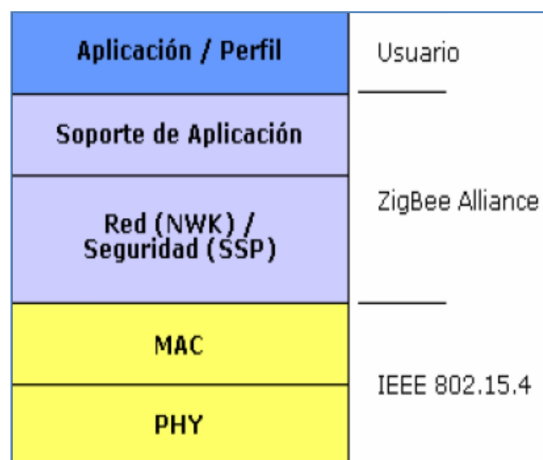 Aplicación / Perfil
Usuario
Soporte de Aplicación
Red (NWK) /
Seguridad (SSP)
ZigBee Alliance
MAC
IEEE 802.15.4
PHY